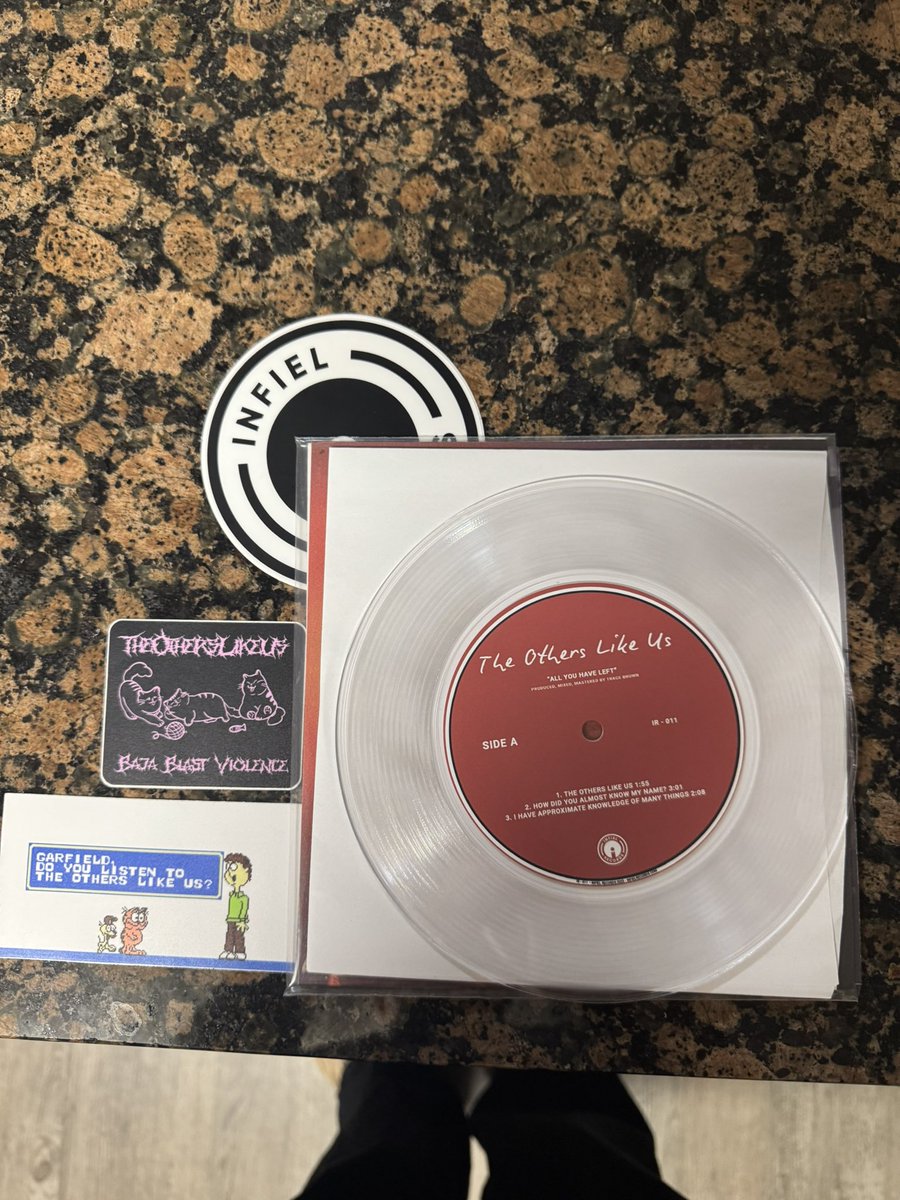 INFIEL
THEOTHERSLIKEUS
BAJA BLAST VIOLENCE
GARFIELD,
DO YOU LISTEN TO
THE OTHERS LIKE US?
The Others Like Us
"ALL YOU HAVE LEFT"
PRODUCED, MIXED, MASTERED BY TRACE BROWN
IR - 011
SIDE A
1. THE OTHERS LIKE US 1:55
2. HOW DID YOU ALMOST KNOW MY NAME? 3:01
3. I HAVE APPROXIMATE KNOWLEDGE OF MANY THINGS 2:08